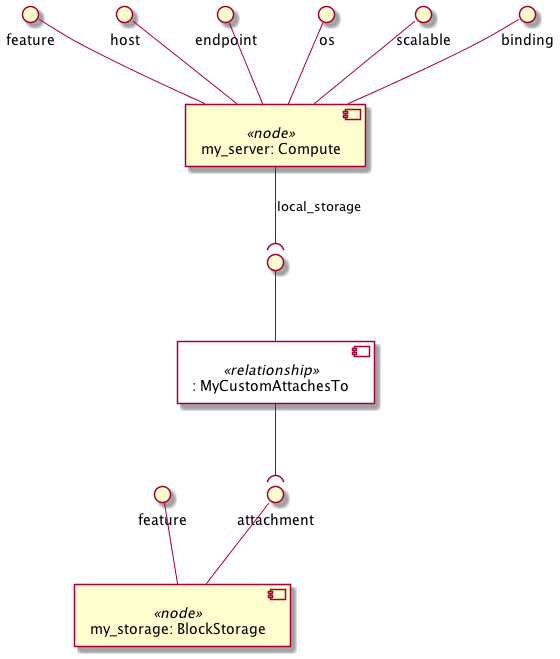 feature host endpoint os scalable binding
«node»
my_server: Compute
local_storage
«relationship»
: MyCustomAttachesTo
feature attachment
«node»
my_storage: BlockStorage